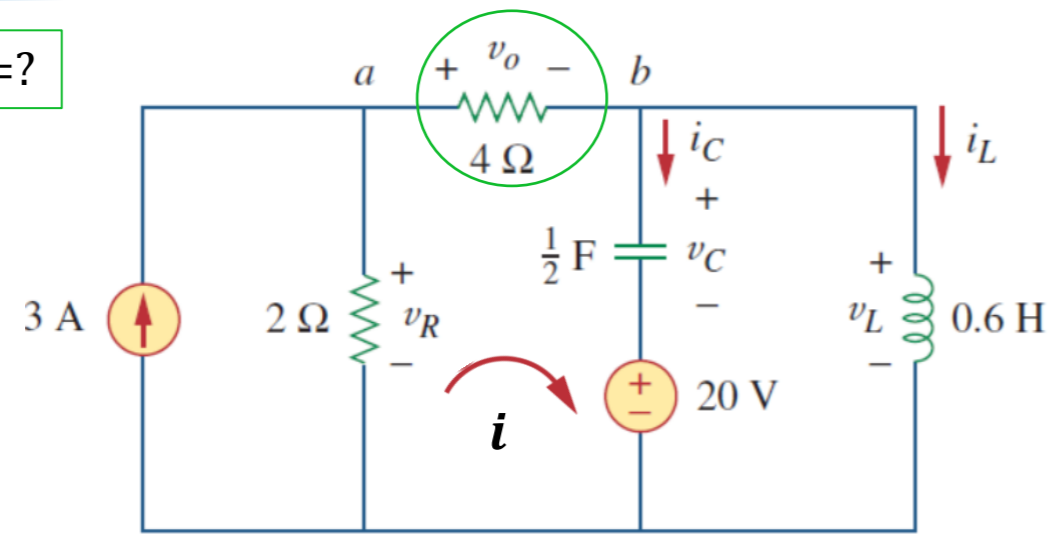 =?
a + v_o − b
4 Ω
i_C
i_L
+
½ F v_C
−
3 A
2 Ω
+
v_R
−
+
v_L
−
0.6 H
+
−
20 V
i